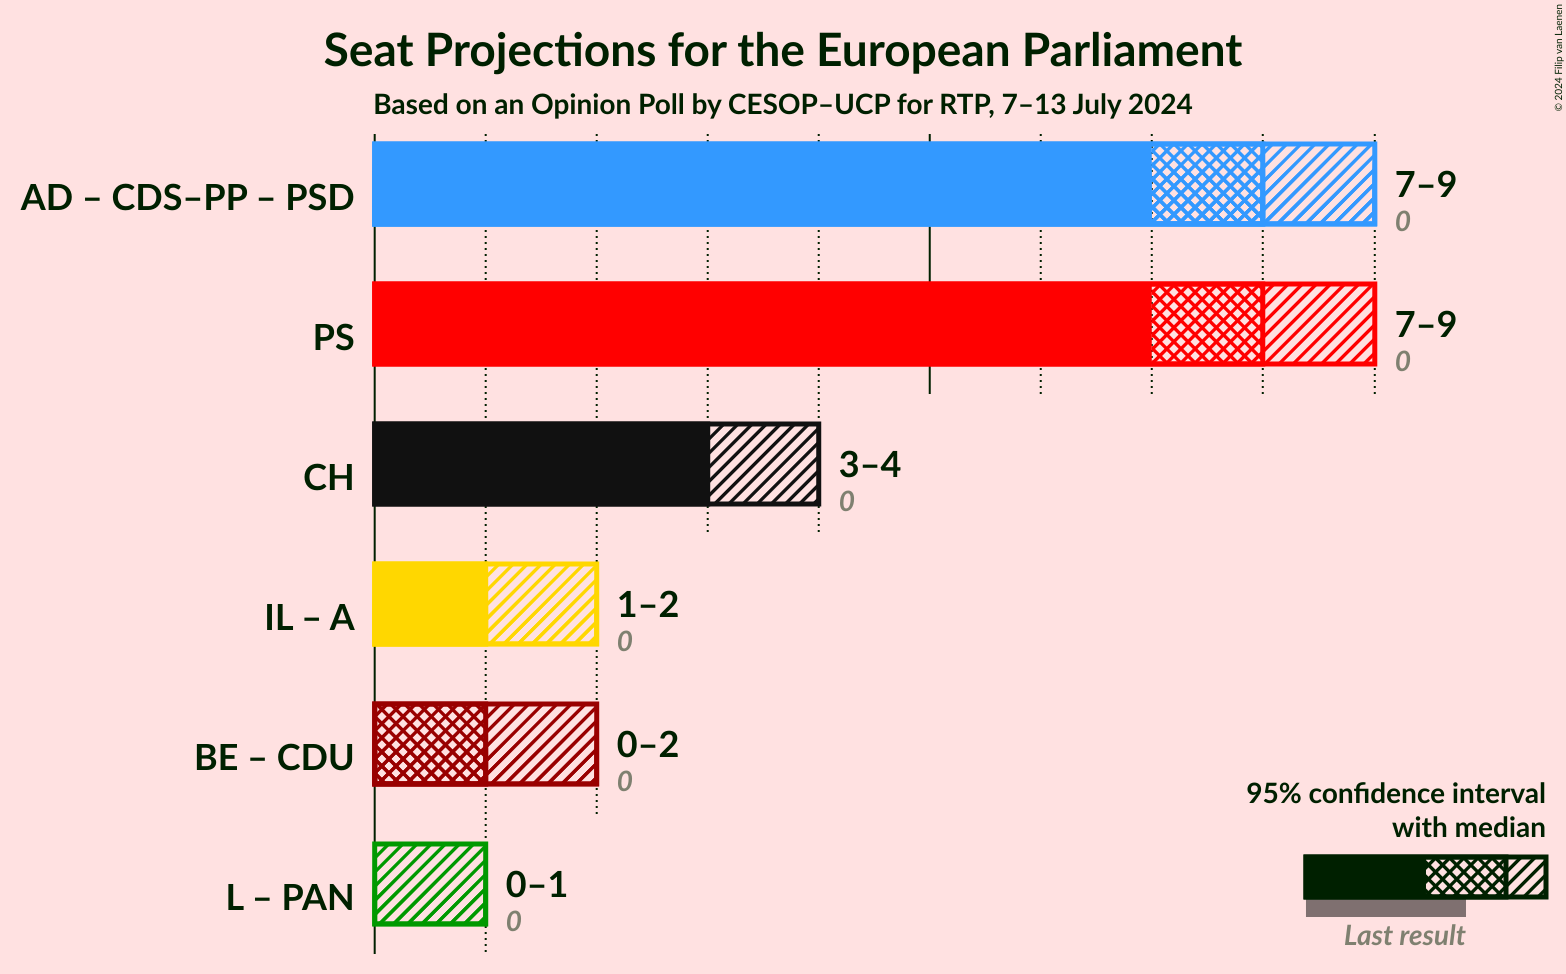 Seat Projections for the European Parliament
Based on an Opinion Poll by CESOP–UCP for RTP, 7–13 July 2024
© 2024 Filip van Laenen
AD – CDS–PP – PSD
7–9
0
PS
7–9
0
CH
3–4
0
IL – A
1–2
0
BE – CDU
0–2
0
L – PAN
0–1
0
95% confidence interval
with median
Last result